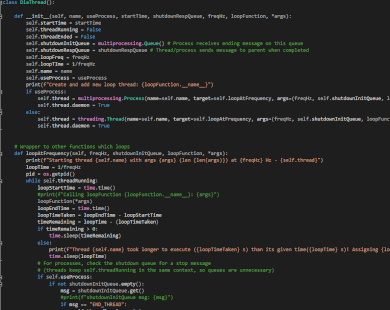 class DiaThread():
def __init__(self, name, useProcess, startTime, shutdownRespQueue, freqHz, loopFunction, *args):
self.startTime = startTime
self.threadRunning = False
self.threadEnded = False
self.shutdownInitQueue = multiprocessing.Queue() # Process receives ending message on this queue
self.shutdownRespQueue = shutdownRespQueue # Thread/process sends message to parent when completed
self.loopFreq = freqHz
self.loopTime = 1/freqHz
self.name = name
self.useProcess = useProcess
print(f"Create and add new loop thread: {loopFunction.__name__}")
if useProcess:
self.thread = multiprocessing.Process(name=self.name, target=self.loopAtFrequency, args=(freqHz, self.shutdownInitQueue, l
self.thread.daemon = True
else:
self.thread = threading.Thread(name=self.name, target=self.loopAtFrequency, args=(freqHz, self.shutdownInitQueue, loopFunc
self.thread.daemon = True
# Wrapper to other functions which loops
def loopAtFrequency(self, freqHz, shutdownInitQueue, loopFunction, *args):
print(f"Starting thread {self.name} with args {args} (len {len(args)}) at {freqHz} Hz - {self.thread}")
loopTime = 1/freqHz
pid = os.getpid()
while self.threadRunning:
loopStartTime = time.time()
#print(f"Calling loopFunction {loopFunction.__name__}: {args}")
loopFunction(*args)
loopEndTime = time.time()
loopTimeTaken = loopEndTime - loopStartTime
timeRemaining = loopTime - (loopTimeTaken)
if timeRemaining > 0:
time.sleep(timeRemaining)
else:
print(f"Thread {self.name} took longer to execute ({loopTimeTaken} s) than its given time({loopTime} s)! Assigning {lo
time.sleep(loopTime)
# For processes, check the shutdown queue for a stop message
# (threads keep self.threadRunning in the same context, so queues are unnecessary)
if self.useProcess:
if not shutdownInitQueue.empty():
msg = shutdownInitQueue.get()
#print(f"shutdownInitQueue msg: {msg}")
if msg == "END_THREAD":